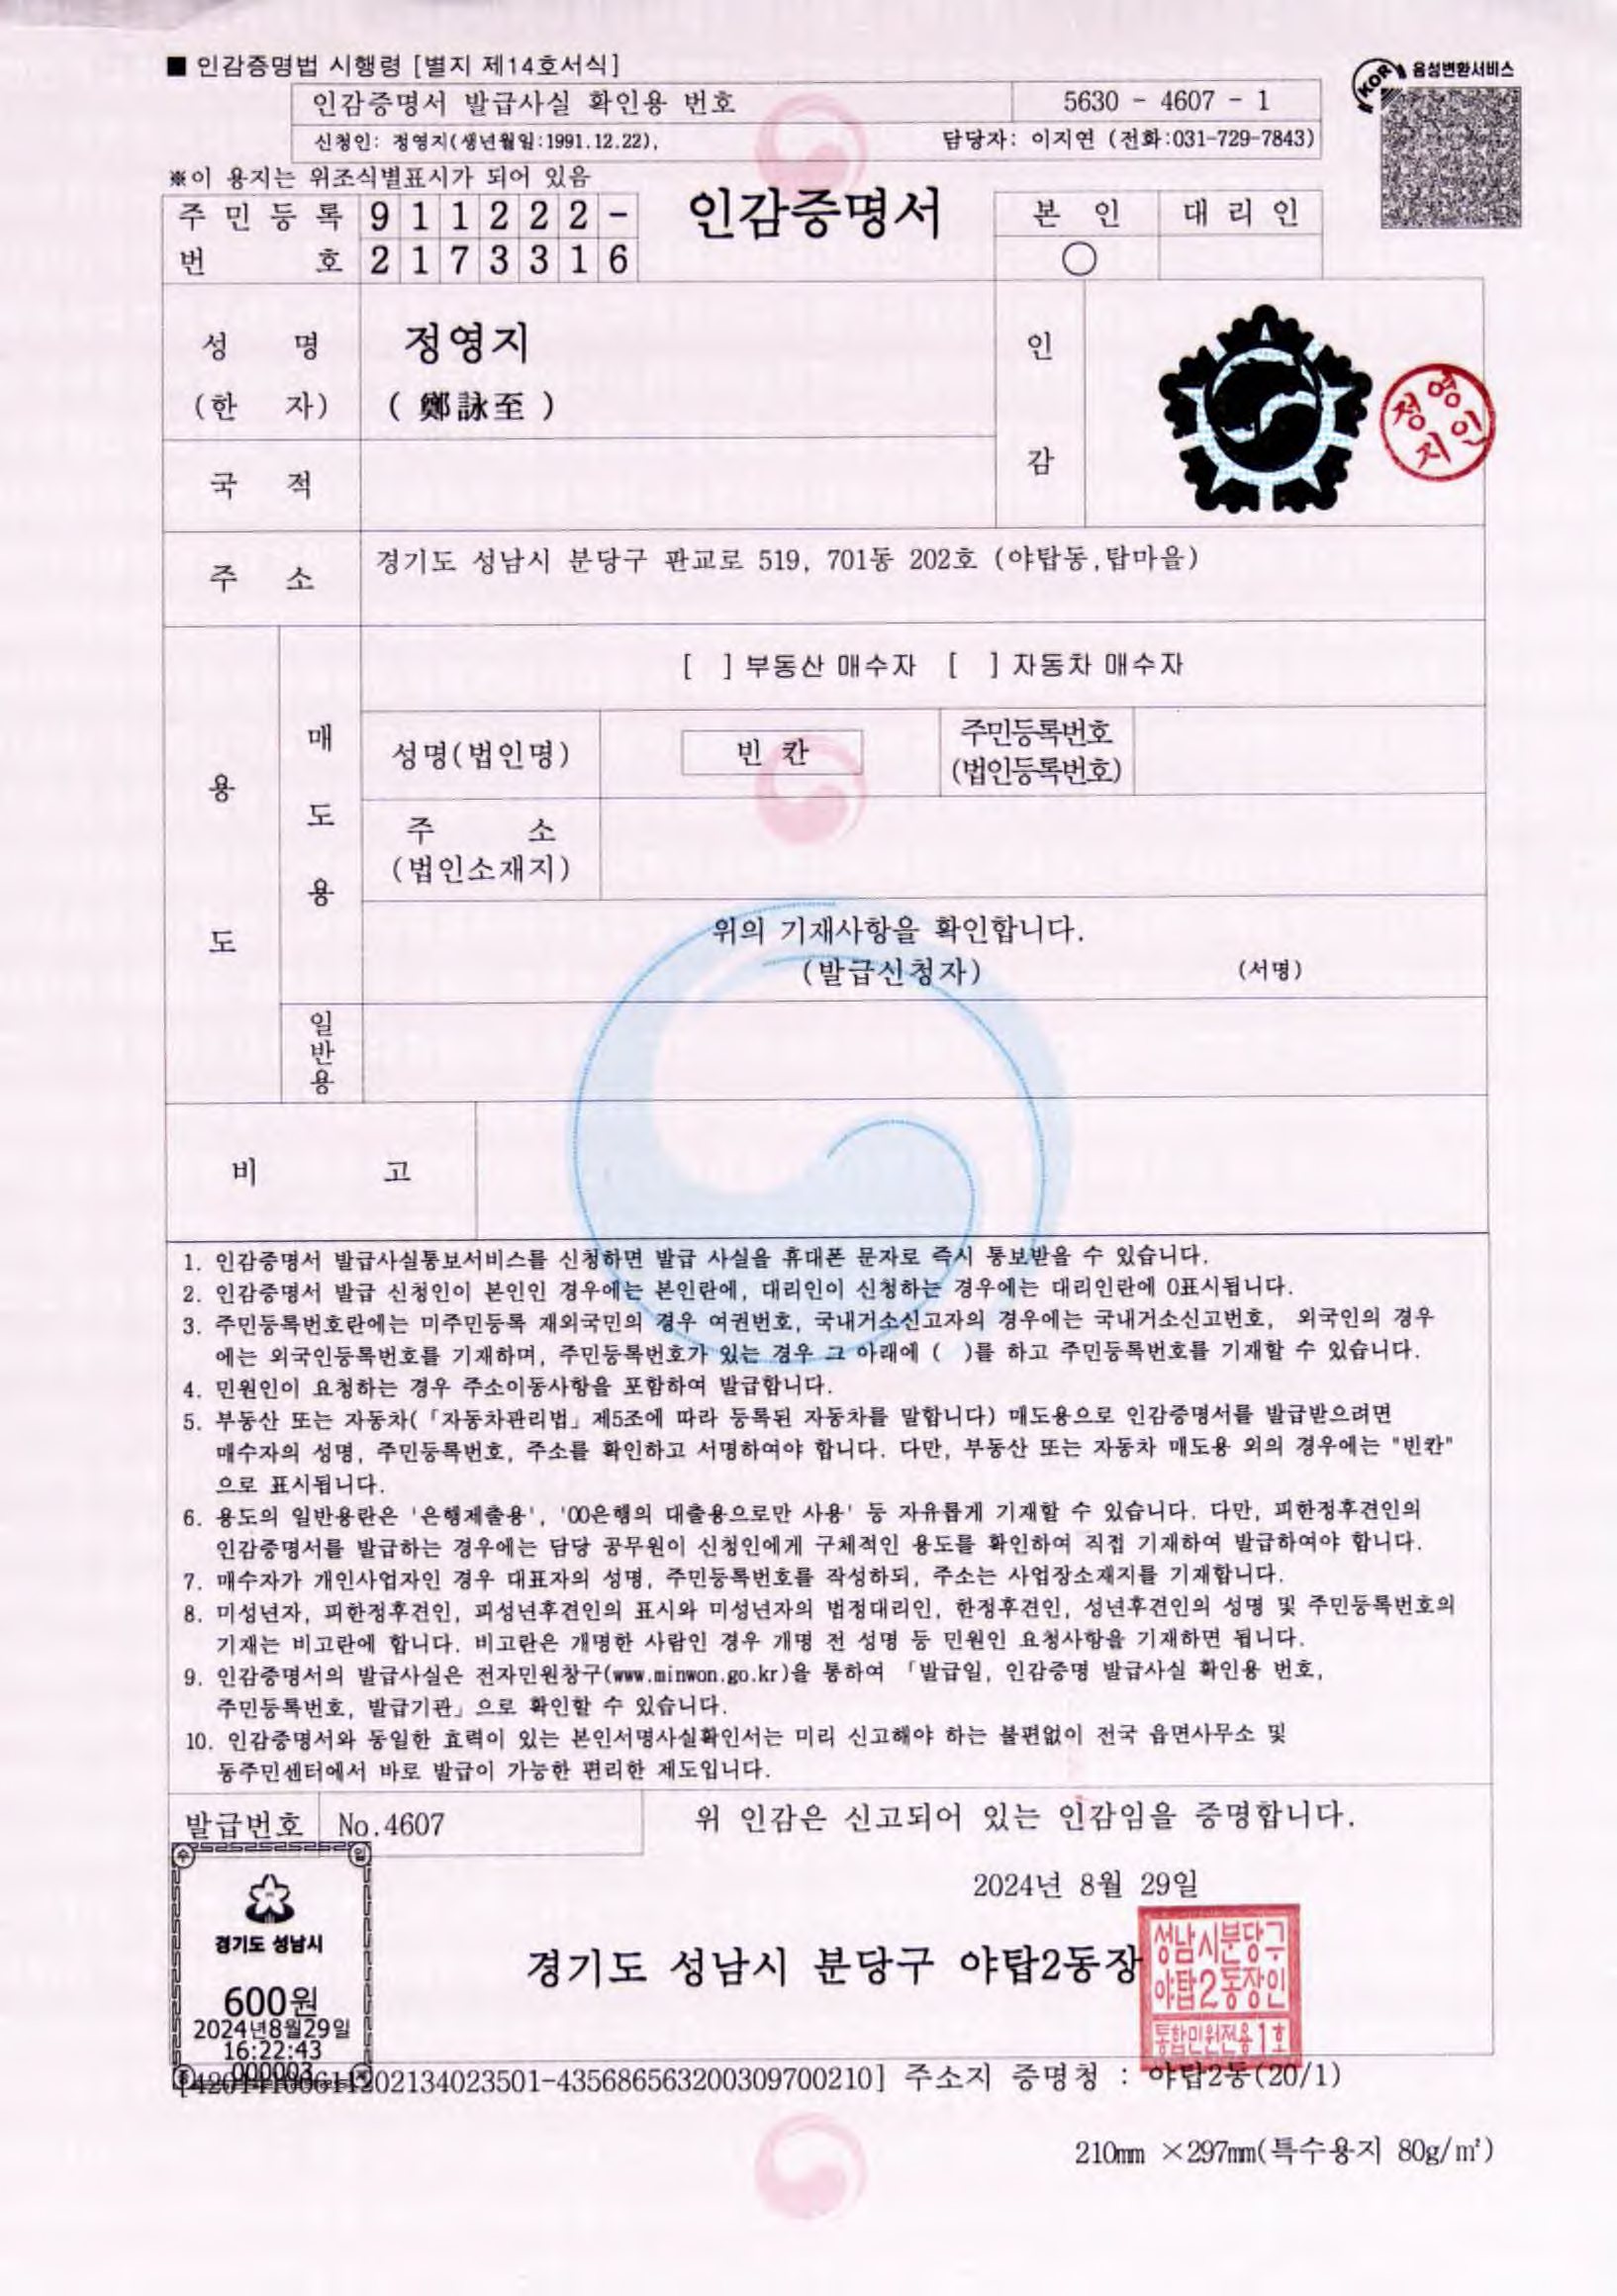 ■ 인감증명법 시행령 [별지 제14호서식]
음성변환서비스
KOR
인감증명서 발급사실 확인용 번호 5630 - 4607 - 1
신청인: 정영지(생년월일:1991.12.22), 담당자: 이지연 (전화:031-729-7843)
※이 용지는 위조식별표시가 되어 있음
주민등록 911222-
번호 2173316
인감증명서
본인 대리인
○
성명 정영지
(한자) (鄭詠至)
인감
정영지인
국적
주소 경기도 성남시 분당구 판교로 519, 701동 202호 (야탑동,탑마을)
용도
매도용
[ ] 부동산 매수자 [ ] 자동차 매수자
성명(법인명) 빈 칸 주민등록번호
(법인등록번호)
주소
(법인소재지)
위의 기재사항을 확인합니다.
(발급신청자) (서명)
일반용
비고
1. 인감증명서 발급사실통보서비스를 신청하면 발급 사실을 휴대폰 문자로 즉시 통보받을 수 있습니다.
2. 인감증명서 발급 신청인이 본인인 경우에는 본인란에, 대리인이 신청하는 경우에는 대리인란에 0표시됩니다.
3. 주민등록번호란에는 미주민등록 재외국민의 경우 여권번호, 국내거소신고자의 경우에는 국내거소신고번호, 외국인의 경우
에는 외국인등록번호를 기재하며, 주민등록번호가 있는 경우 그 아래에 ( )를 하고 주민등록번호를 기재할 수 있습니다.
4. 민원인이 요청하는 경우 주소이동사항을 포함하여 발급합니다.
5. 부동산 또는 자동차(「자동차관리법」 제5조에 따라 등록된 자동차를 말합니다) 매도용으로 인감증명서를 발급받으려면
매수자의 성명, 주민등록번호, 주소를 확인하고 서명하여야 합니다. 다만, 부동산 또는 자동차 매도용 외의 경우에는 "빈칸"
으로 표시됩니다.
6. 용도의 일반용란은 '은행제출용', '00은행의 대출용으로만 사용' 등 자유롭게 기재할 수 있습니다. 다만, 피한정후견인의
인감증명서를 발급하는 경우에는 담당 공무원이 신청인에게 구체적인 용도를 확인하여 직접 기재하여 발급하여야 합니다.
7. 매수자가 개인사업자인 경우 대표자의 성명, 주민등록번호를 작성하되, 주소는 사업장소재지를 기재합니다.
8. 미성년자, 피한정후견인, 피성년후견인의 표시와 미성년자의 법정대리인, 한정후견인, 성년후견인의 성명 및 주민등록번호의
기재는 비고란에 합니다. 비고란은 개명한 사람인 경우 개명 전 성명 등 민원인 요청사항을 기재하면 됩니다.
9. 인감증명서의 발급사실은 전자민원창구(www.minwon.go.kr)을 통하여 「발급일, 인감증명 발급사실 확인용 번호,
주민등록번호, 발급기관」으로 확인할 수 있습니다.
10. 인감증명서와 동일한 효력이 있는 본인서명사실확인서는 미리 신고해야 하는 불편없이 전국 읍면사무소 및
동주민센터에서 바로 발급이 가능한 편리한 제도입니다.
발급번호 No.4607 위 인감은 신고되어 있는 인감임을 증명합니다.
2024년 8월 29일
경기도 성남시 분당구 야탑2동장
성남시분당구
야탑2동장인
통합민원전용1호
수 입
경기도 성남시
600원
2024년8월29일
16:22:43
000003
주소지 증명청 : 야탑2동(20/1)
210mm ×297mm(특수용지 80g/㎡)